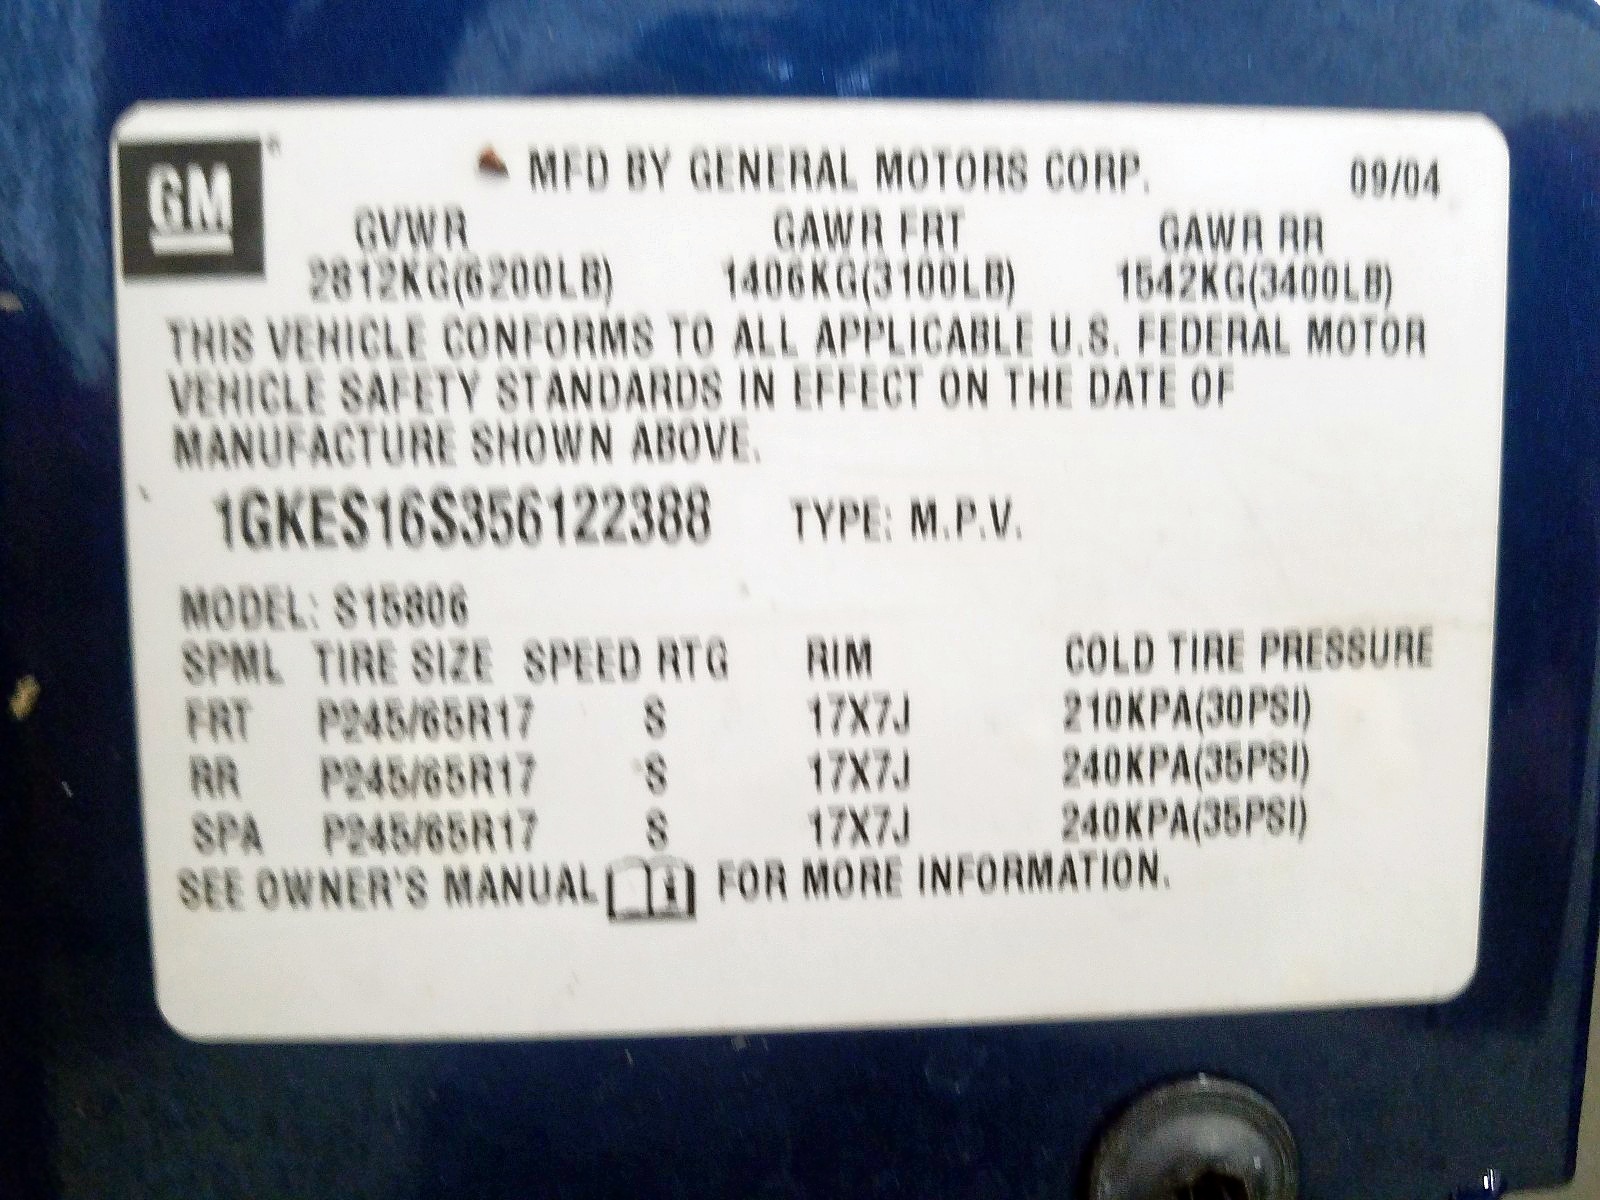 GM
MFD BY GENERAL MOTORS CORP. 09/04
GVWR GAWR FRT GAWR RR
2812KG(6200LB) 1406KG(3100LB) 1542KG(3400LB)
THIS VEHICLE CONFORMS TO ALL APPLICABLE U.S. FEDERAL MOTOR
VEHICLE SAFETY STANDARDS IN EFFECT ON THE DATE OF
MANUFACTURE SHOWN ABOVE.
1GKES16S356122388 TYPE: M.P.V.
MODEL: S15806
SPML TIRE SIZE SPEED RTG RIM COLD TIRE PRESSURE
FRT P245/65R17 S 17X7J 210KPA(30PSI)
RR P245/65R17 S 17X7J 240KPA(35PSI)
SPA P245/65R17 S 17X7J 240KPA(35PSI)
SEE OWNER'S MANUAL FOR MORE INFORMATION.